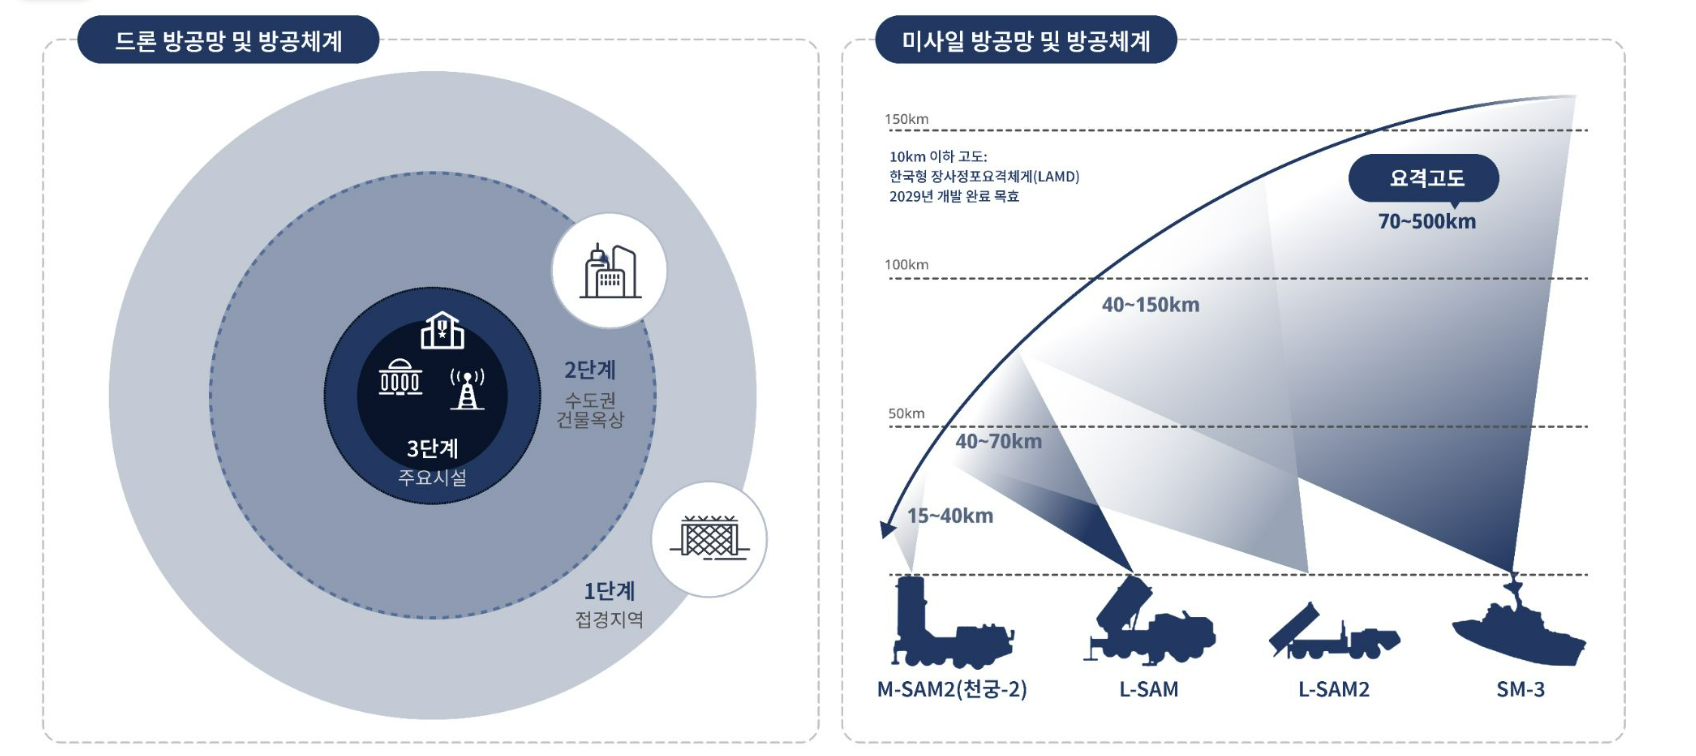 드론 방공망 및 방공체계
2단계
수도권
건물옥상
3단계
주요시설
1단계
접경지역
미사일 방공망 및 방공체계
150km
10km 이하 고도:
한국형 장사정포요격체게(LAMD)
2029년 개발 완료 목효
요격고도
70~500km
100km
40~150km
50km
40~70km
15~40km
M-SAM2(천궁-2)
L-SAM
L-SAM2
SM-3